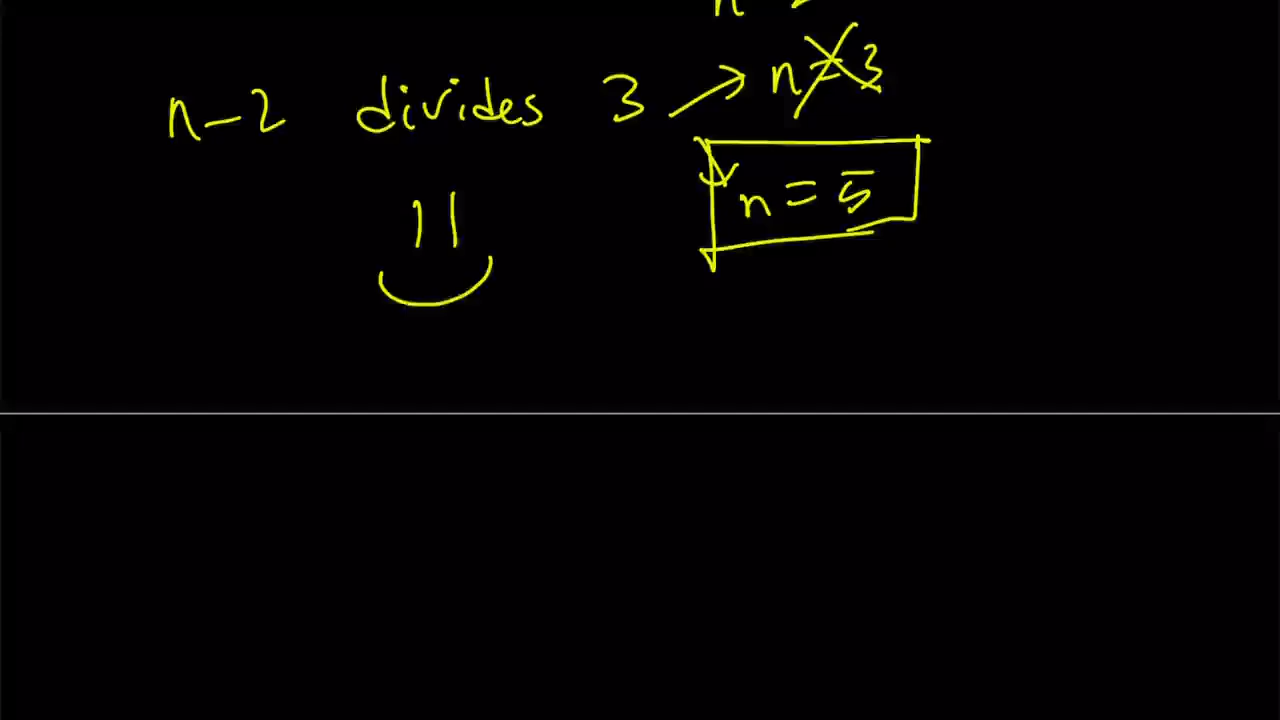 n-2 divides 3 → n=3
n = 5